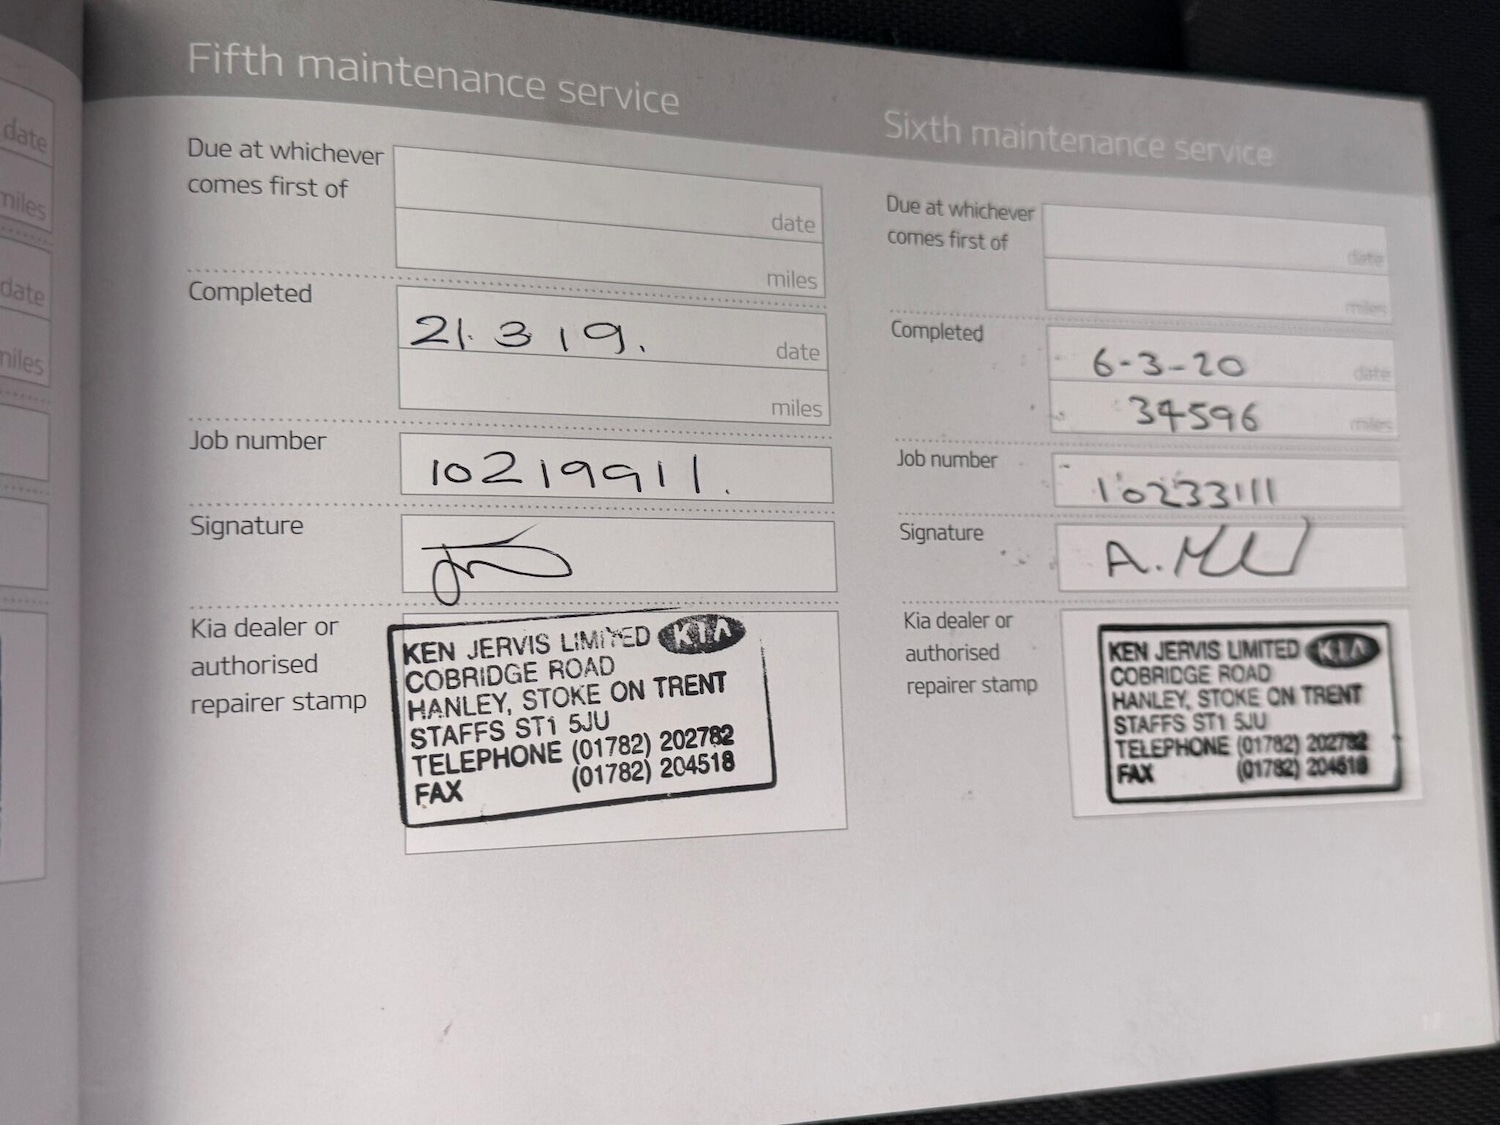 date
miles
date
miles
Fifth maintenance service
Due at whichever
comes first of
date
miles
Completed
21.3.19.
date
miles
Job number
10219911.
Signature
Kia dealer or
authorised
repairer stamp
KEN JERVIS LIMITED KIA
COBRIDGE ROAD
HANLEY, STOKE ON TRENT
STAFFS ST1 5JU
TELEPHONE (01782) 202782
FAX (01782) 204518
Sixth maintenance service
Due at whichever
comes first of
date
miles
Completed
6-3-20
date
34596
miles
Job number
10233111
Signature
Kia dealer or
authorised
repairer stamp
KEN JERVIS LIMITED KIA
COBRIDGE ROAD
HANLEY, STOKE ON TRENT
STAFFS ST1 5JU
TELEPHONE (01782) 202782
FAX (01782) 204518
17